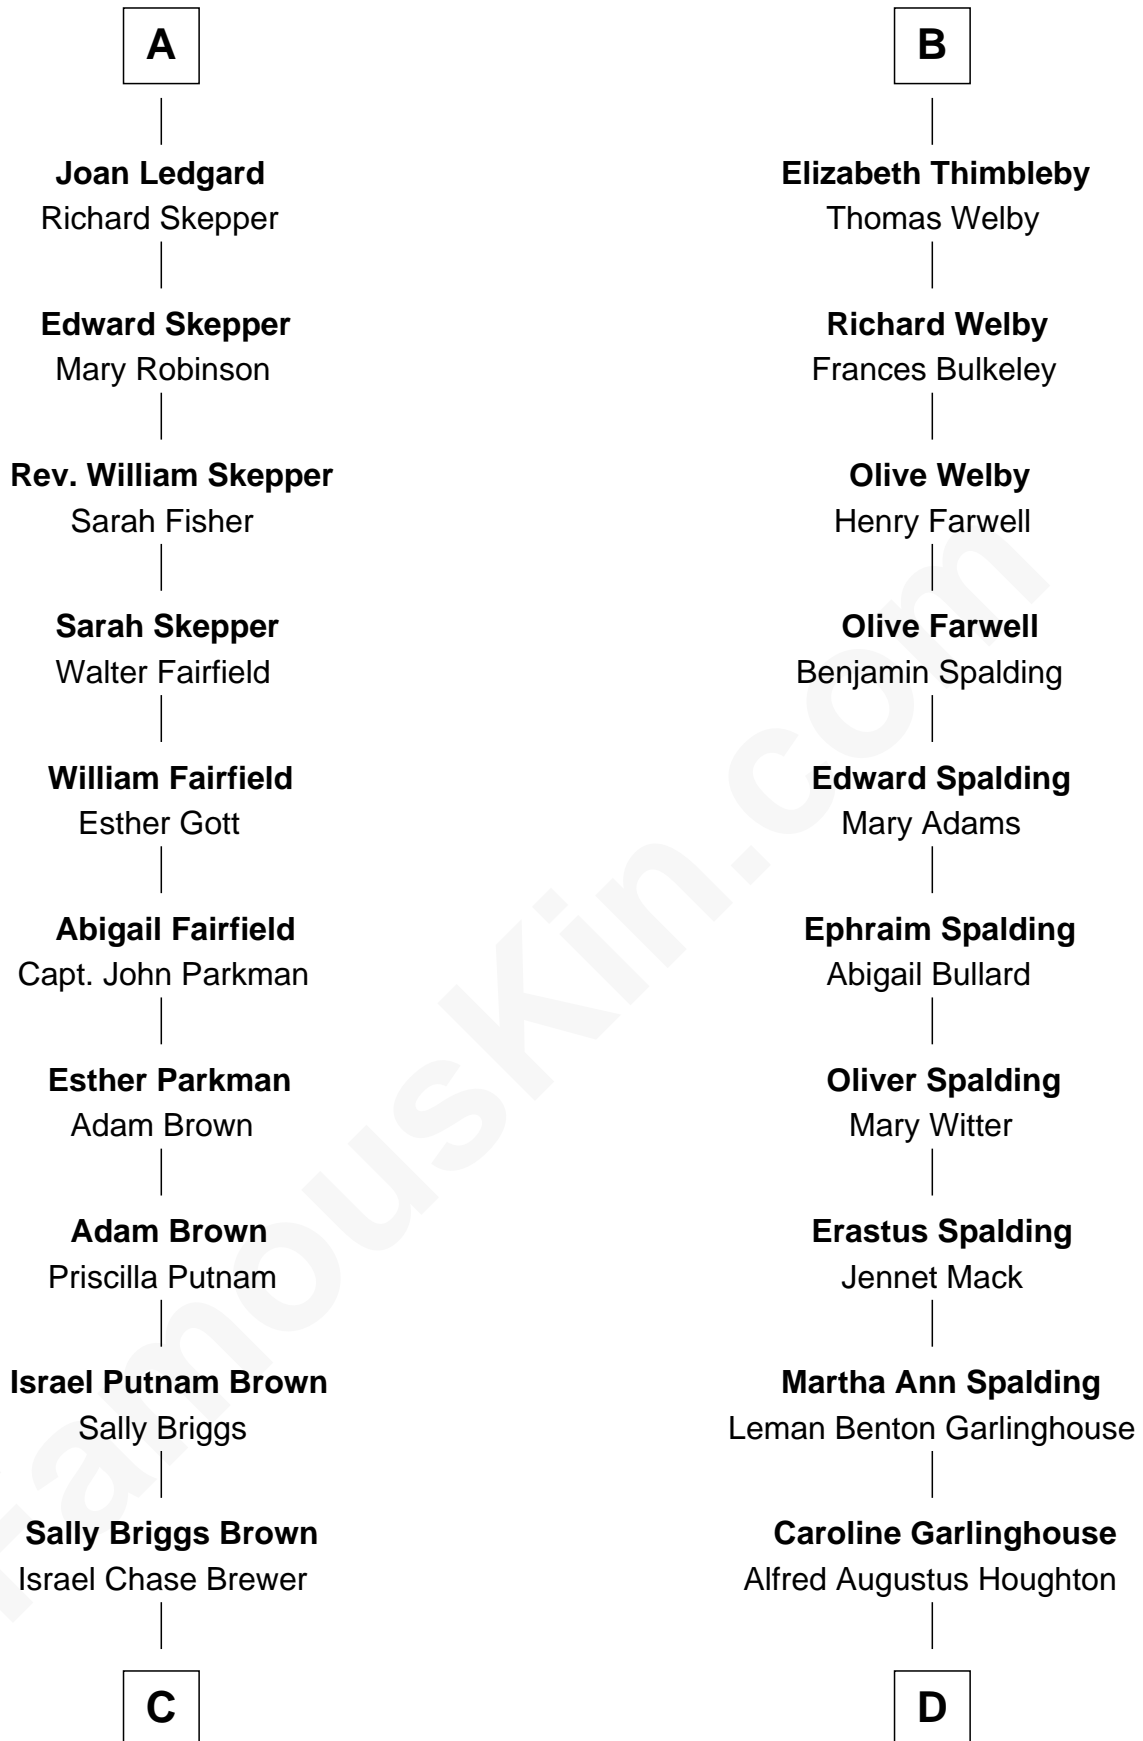 A
Joan Ledgard
Richard Skepper
Edward Skepper
Mary Robinson
Rev. William Skepper
Sarah Fisher
Sarah Skepper
Walter Fairfield
William Fairfield
Esther Gott
Abigail Fairfield
Capt. John Parkman
Esther Parkman
Adam Brown
Adam Brown
Priscilla Putnam
Israel Putnam Brown
Sally Briggs
Sally Briggs Brown
Israel Chase Brewer
C
B
Elizabeth Thimbleby
Thomas Welby
Richard Welby
Frances Bulkeley
Olive Welby
Henry Farwell
Olive Farwell
Benjamin Spalding
Edward Spalding
Mary Adams
Ephraim Spalding
Abigail Bullard
Oliver Spalding
Mary Witter
Erastus Spalding
Jennet Mack
Martha Ann Spalding
Leman Benton Garlinghouse
Caroline Garlinghouse
Alfred Augustus Houghton
D
FamousKin.com